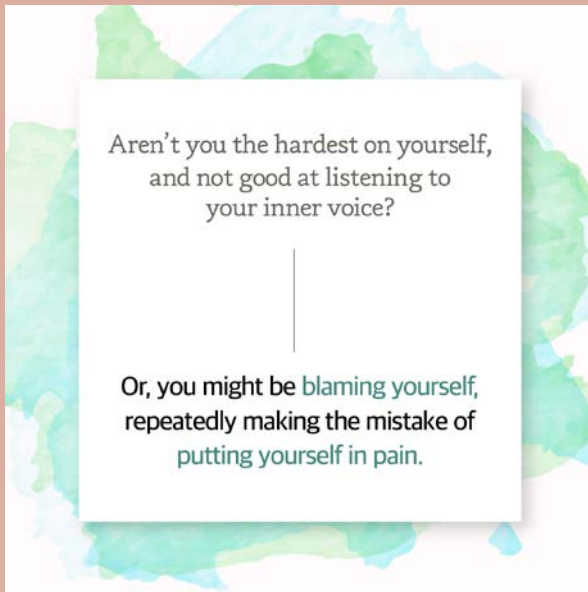 Aren’t you the hardest on yourself,
and not good at listening to
your inner voice?
Or, you might be blaming yourself,
repeatedly making the mistake of
putting yourself in pain.